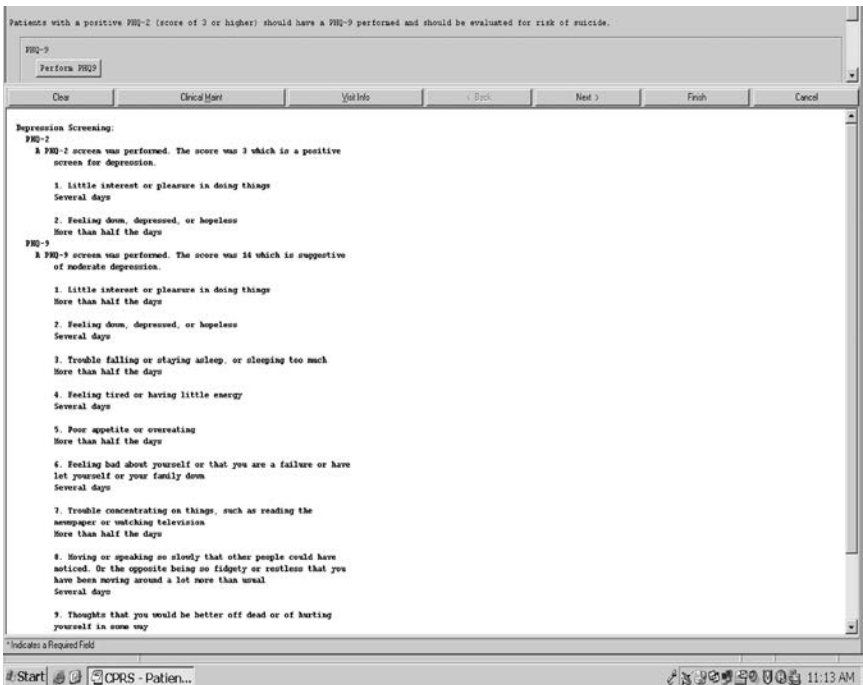 Patients with a positive PHQ-2 (score of 3 or higher) should have a PHQ-9 performed and should be evaluated for risk of suicide.
PHQ-9
Perform PHQ9
Clear Clinical Maint Visit Info < Back Next > Finish Cancel
Depression Screening:
PHQ-2
A PHQ-2 screen was performed. The score was 3 which is a positive
screen for depression.
1. Little interest or pleasure in doing things
Several days
2. Feeling down, depressed, or hopeless
More than half the days
PHQ-9
A PHQ-9 screen was performed. The score was 14 which is suggestive
of moderate depression.
1. Little interest or pleasure in doing things
More than half the days
2. Feeling down, depressed, or hopeless
Several days
3. Trouble falling or staying asleep, or sleeping too much
More than half the days
4. Feeling tired or having little energy
Several days
5. Poor appetite or overeating
More than half the days
6. Feeling bad about yourself or that you are a failure or have
let yourself or your family down
Several days
7. Trouble concentrating on things, such as reading the
newspaper or watching television
More than half the days
8. Moving or speaking so slowly that other people could have
noticed. Or the opposite being so fidgety or restless that you
have been moving around a lot more than usual
Several days
9. Thoughts that you would be better off dead or of hurting
yourself in some way
* Indicates a Required Field
Start CPRS - Patien... 11:13 AM